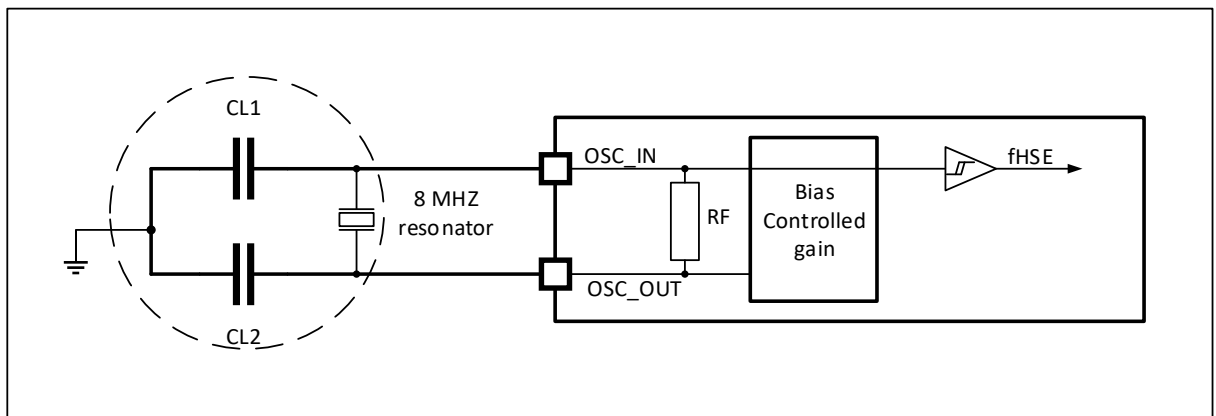 CL1
OSC_IN
fHSE
8 MHZ
resonator
RF
Bias
Controlled
gain
OSC_OUT
CL2